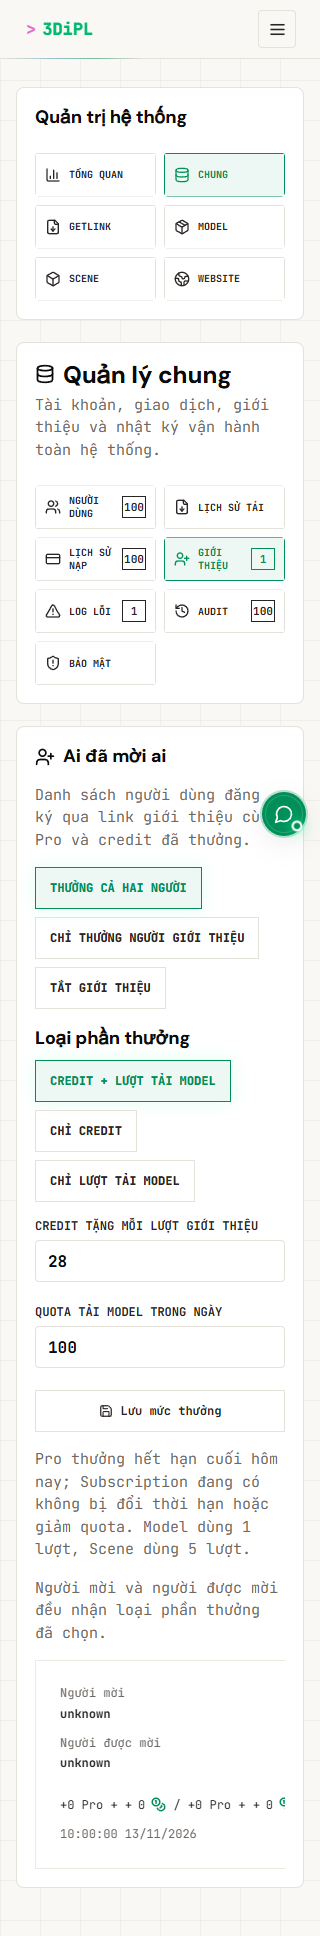 > 3DiPL
Quản trị hệ thống
TỔNG QUAN
CHUNG
GETLINK
MODEL
SCENE
WEBSITE
Quản lý chung
Tài khoản, giao dịch, giới
thiệu và nhật ký vận hành
toàn hệ thống.
NGƯỜI
DÙNG
100
LỊCH SỬ TẢI
LỊCH SỬ
NẠP
100
GIỚI
THIỆU
1
LOG LỖI
1
AUDIT
100
BẢO MẬT
Ai đã mời ai
Danh sách người dùng đăng
ký qua link giới thiệu
Pro và credit đã thưởng.
THƯỞNG CẢ HAI NGƯỜI
CHỈ THƯỞNG NGƯỜI GIỚI THIỆU
TẮT GIỚI THIỆU
Loại phần thưởng
CREDIT + LƯỢT TẢI MODEL
CHỈ CREDIT
CHỈ LƯỢT TẢI MODEL
CREDIT TẶNG MỖI LƯỢT GIỚI THIỆU
28
QUOTA TẢI MODEL TRONG NGÀY
100
Lưu mức thưởng
Pro thưởng hết hạn cuối hôm
nay; Subscription đang có
không bị đổi thời hạn hoặc
giảm quota. Model dùng 1
lượt, Scene dùng 5 lượt.
Người mời và người được mời
đều nhận loại phần thưởng
đã chọn.
Người mời
unknown
Người được mời
unknown
+0 Pro + + 0 / +0 Pro + + 0
10:00:00 13/11/2026